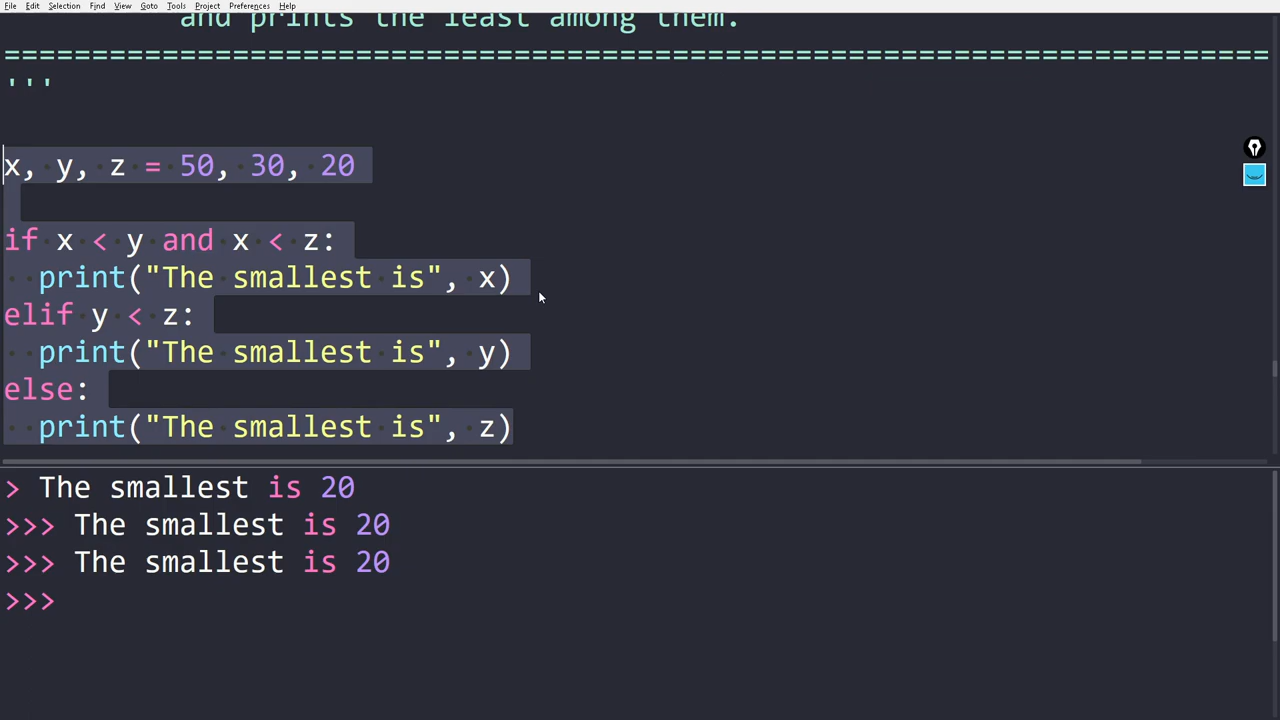 File Edit Selection Find View Goto Tools Project Preferences Help
and prints the least among them.
========================================================================
'''
x, y, z = 50, 30, 20
if x < y and x < z:
  print("The smallest is", x)
elif y < z:
  print("The smallest is", y)
else:
  print("The smallest is", z)
> The smallest is 20
>>> The smallest is 20
>>> The smallest is 20
>>>